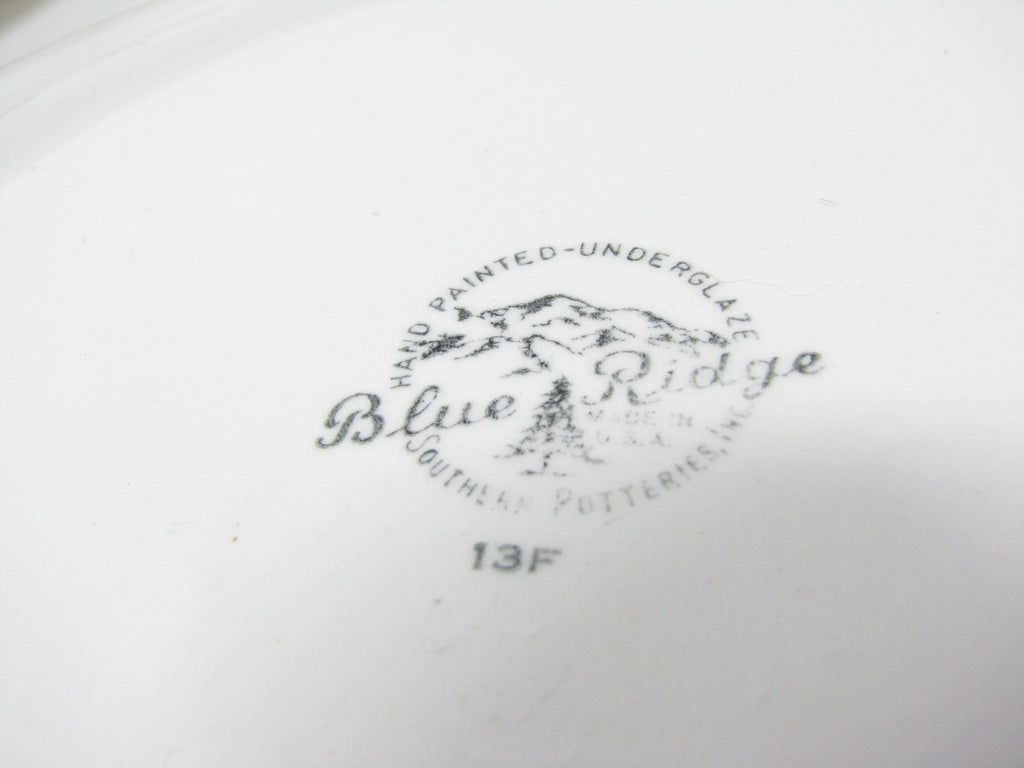 HAND PAINTED-UNDERGLAZE
Blue Ridge
MADE IN
U.S.A.
SOUTHERN POTTERIES, INC.
13F